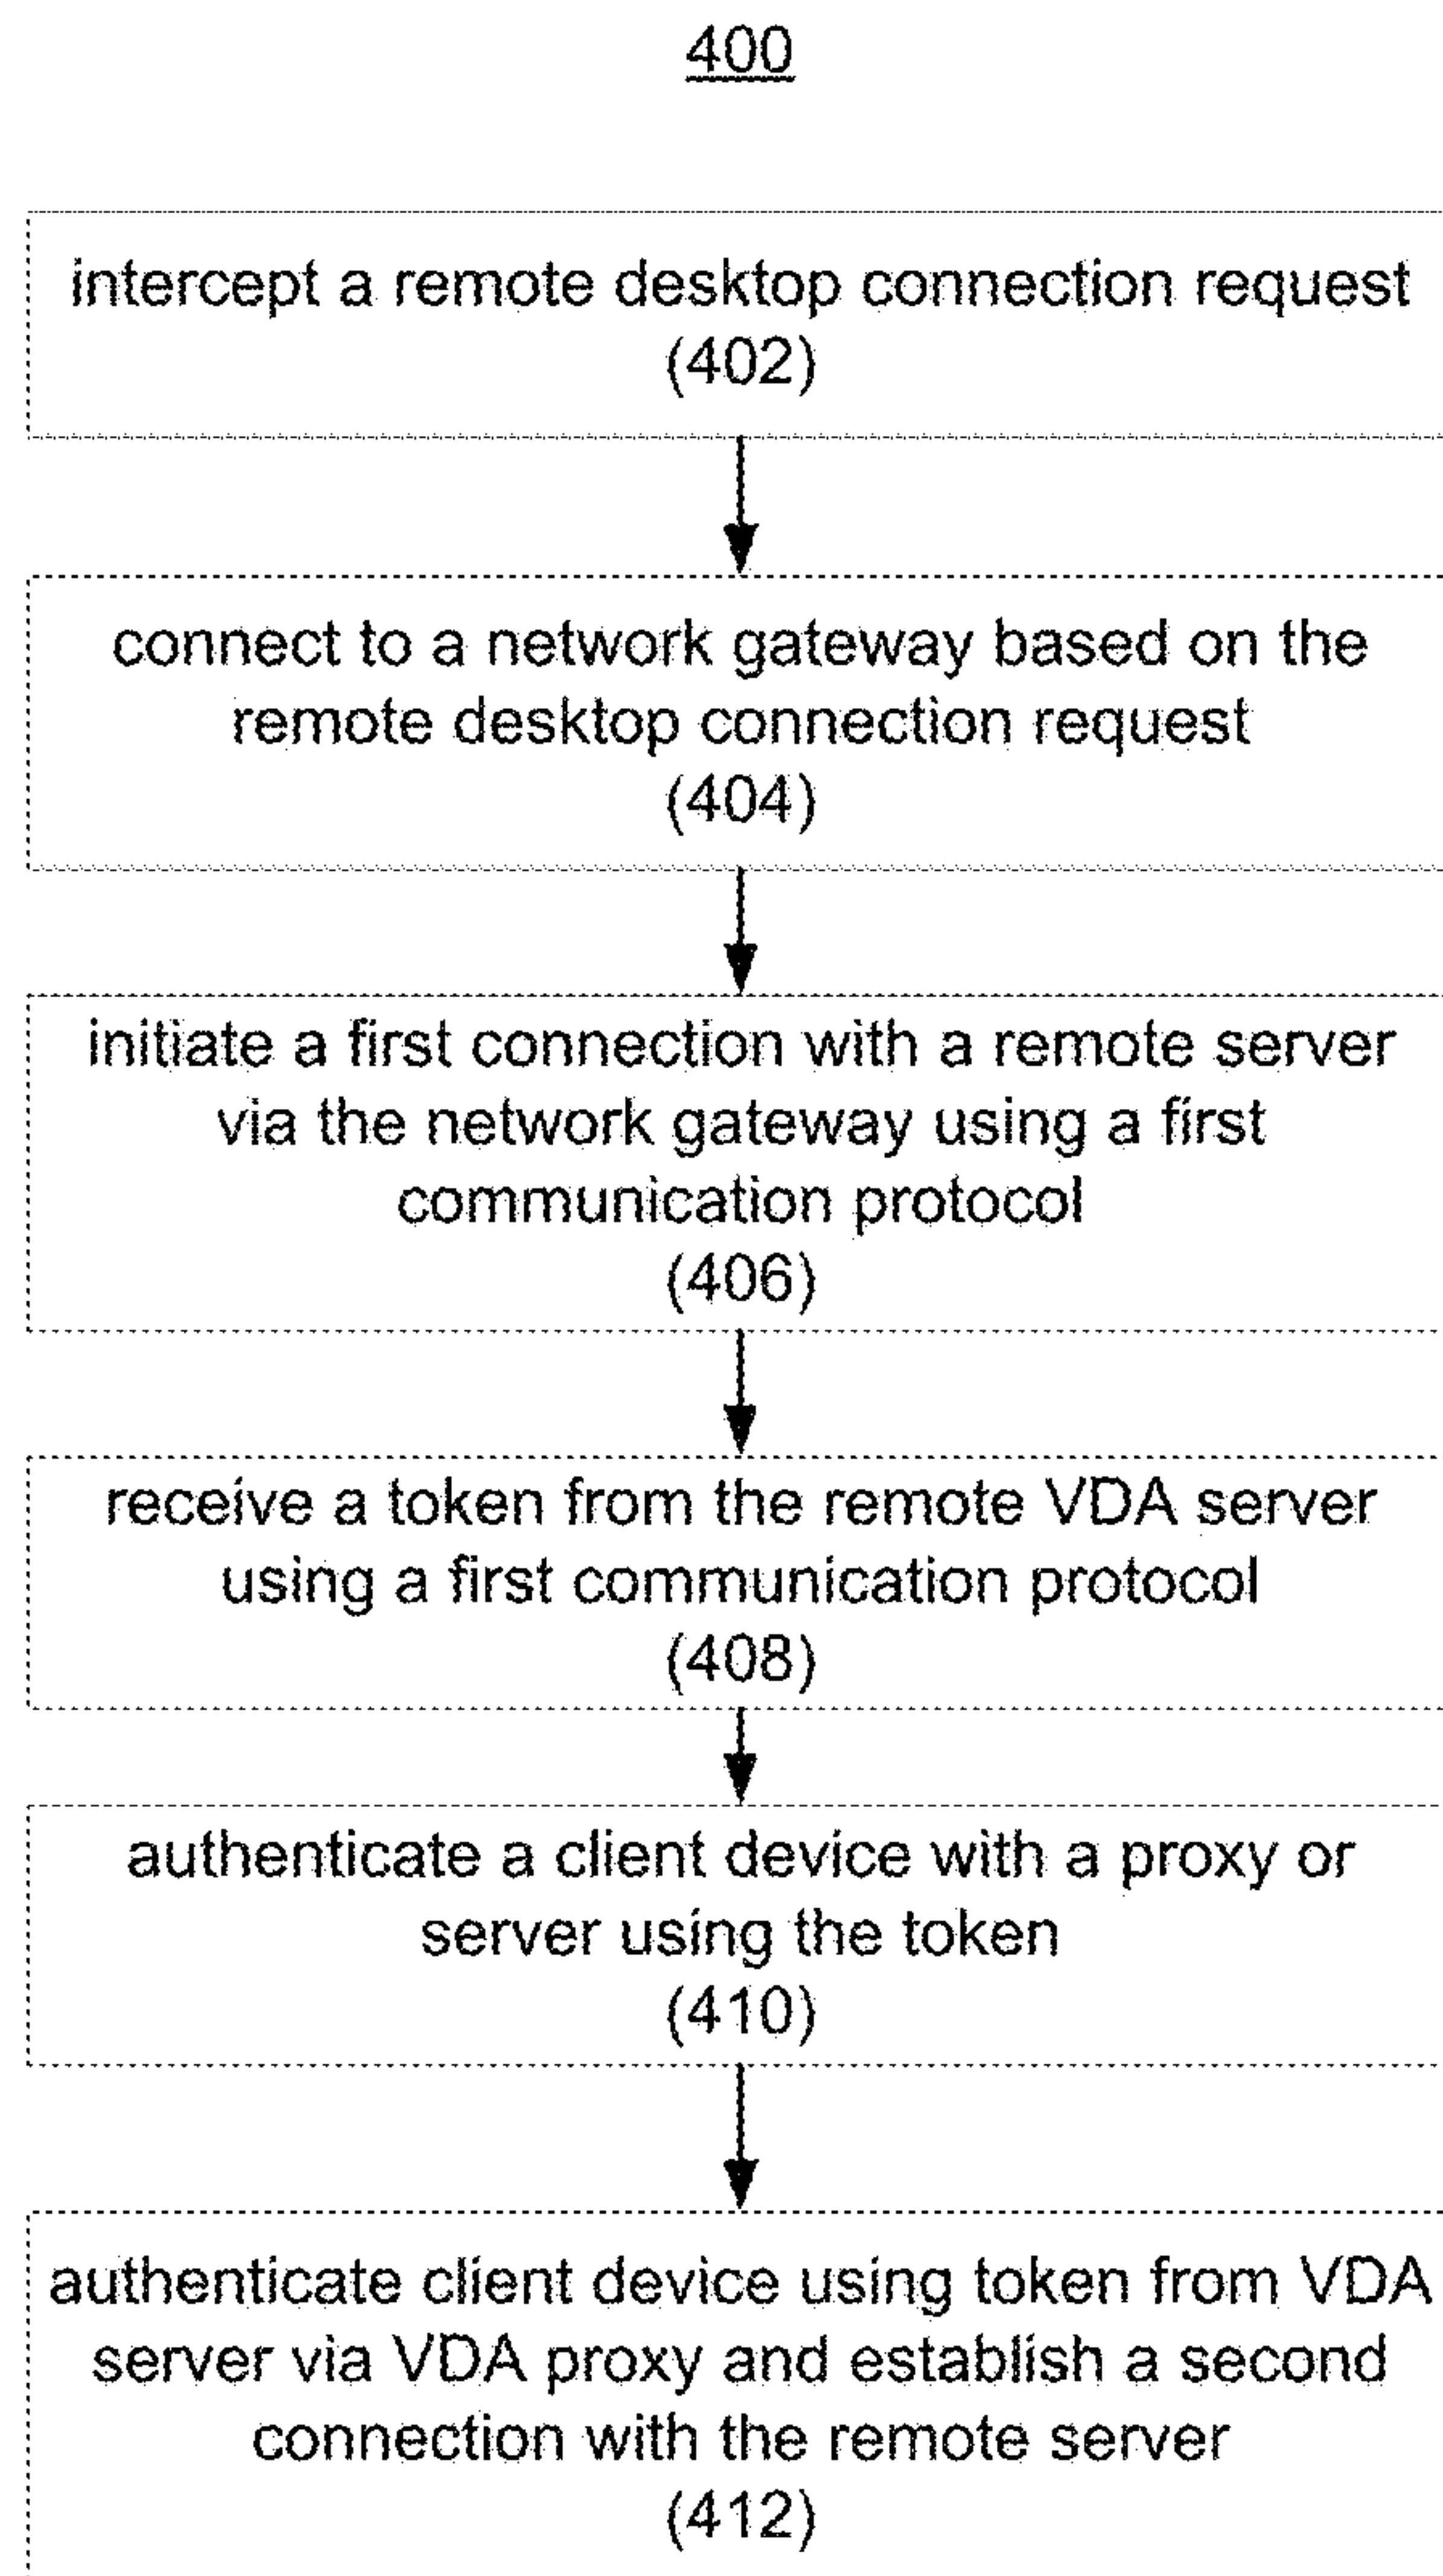 400
intercept a remote desktop connection request
(402)
connect to a network gateway based on the
remote desktop connection request
(404)
initiate a first connection with a remote server
via the network gateway using a first
communication protocol
(406)
receive a token from the remote VDA server
using a first communication protocol
(408)
authenticate a client device with a proxy or
server using the token
(410)
authenticate client device using token from VDA
server via VDA proxy and establish a second
connection with the remote server
(412)